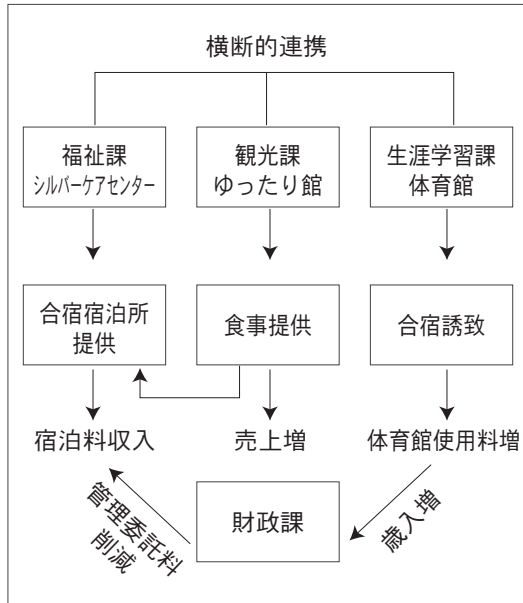 横断的連携
福祉課
シルバーケアセンター
観光課
ゆったり館
生涯学習課
体育館
合宿宿泊所
提供
食事提供
合宿誘致
宿泊料収入
売上増
体育館使用料増
管理委託料
削減
財政課
歳入増